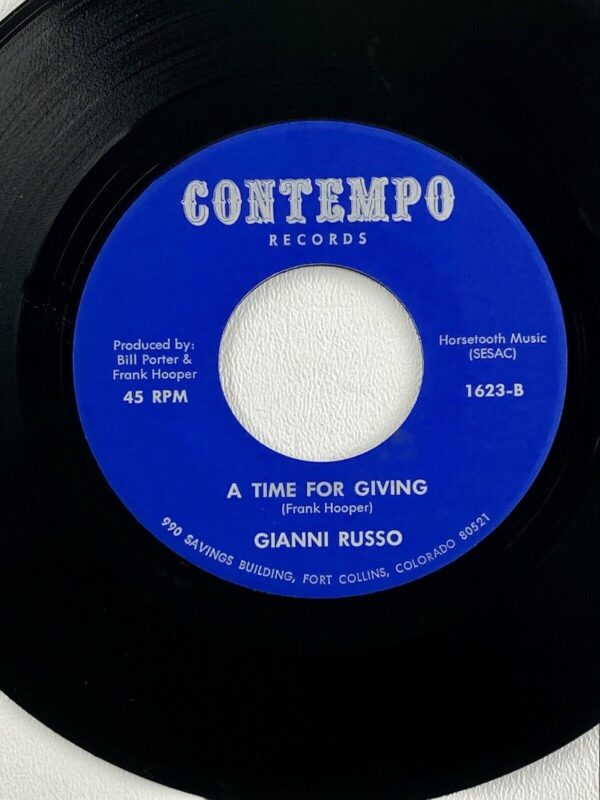 CONTEMPO
RECORDS
Produced by:
Bill Porter &
Frank Hooper
45 RPM
Horsetooth Music
(SESAC)
1623-B
A TIME FOR GIVING
(Frank Hooper)
GIANNI RUSSO
990 SAVINGS BUILDING, FORT COLLINS, COLORADO 80521